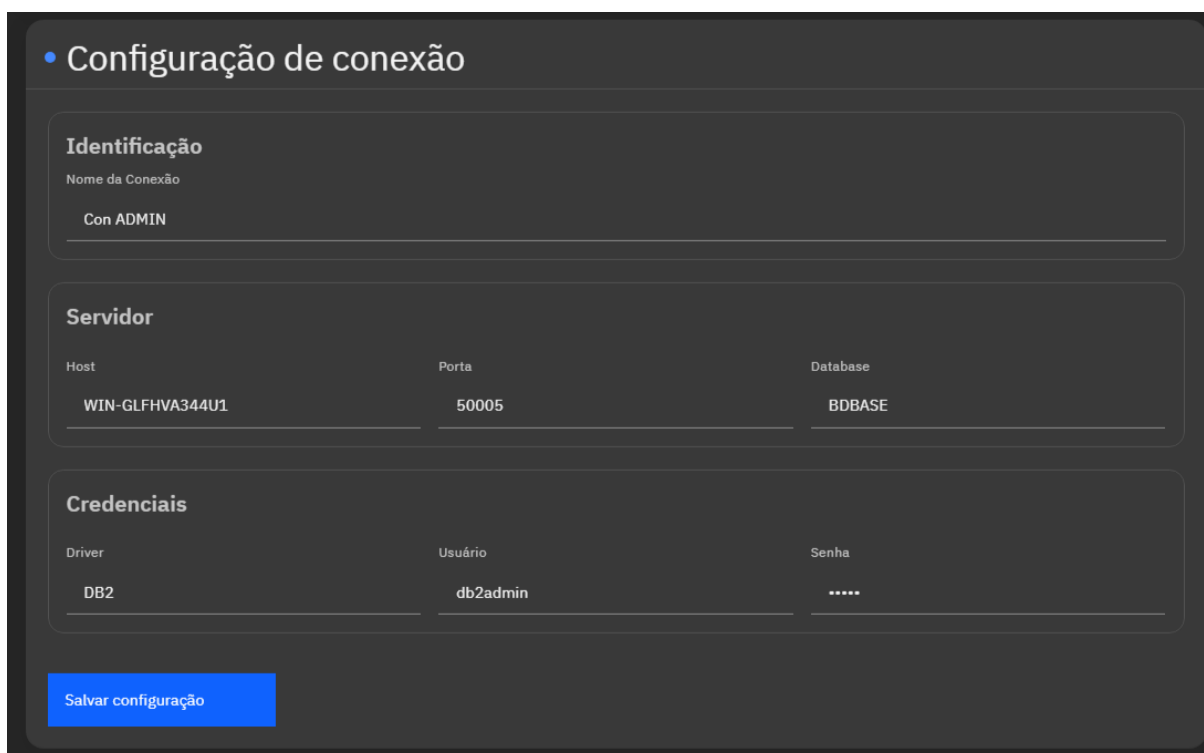 Configuração de conexão
Identificação
Nome da Conexão
Con ADMIN
Servidor
Host Porta Database
WIN-GLFHVA344U1 50005 BDBASE
Credenciais
Driver Usuário Senha
DB2 db2admin •••••
Salvar configuração